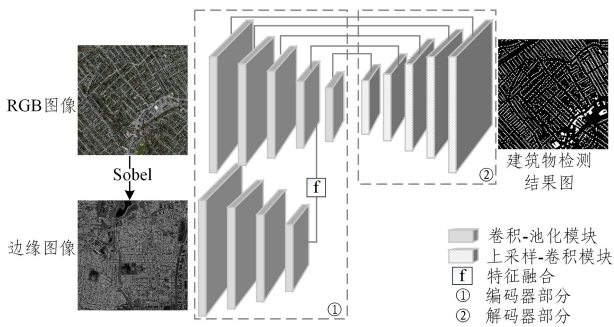 RGB图像
Sobel
边缘图像
f
①
②
建筑物检测
结果图
卷积-池化模块
上采样-卷积模块
f 特征融合
① 编码器部分
② 解码器部分